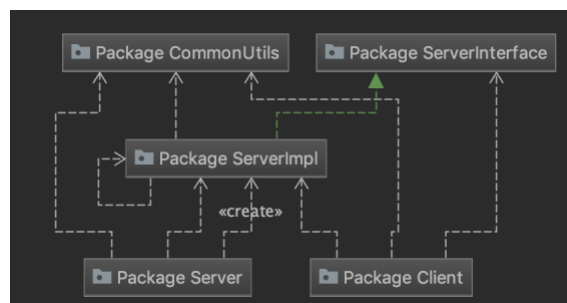 Package CommonUtils
Package ServerInterface
Package ServerImpl
«create»
Package Server
Package Client